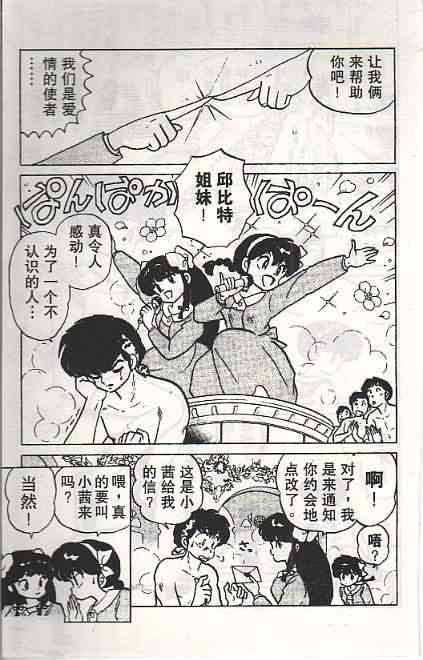 让我俩
来帮助
你吧！
我们是爱
情的使者
……
ぱんぱか
ぱーん
邱比特
姐妹！
真令人
感动！
为了一个不
认识的人…
啊！
对了，我
是来通知
你约会地
点改了。
唔？
这是小
茜给我
的信？
喂，真
的要叫
小茜来
吗？
当然！